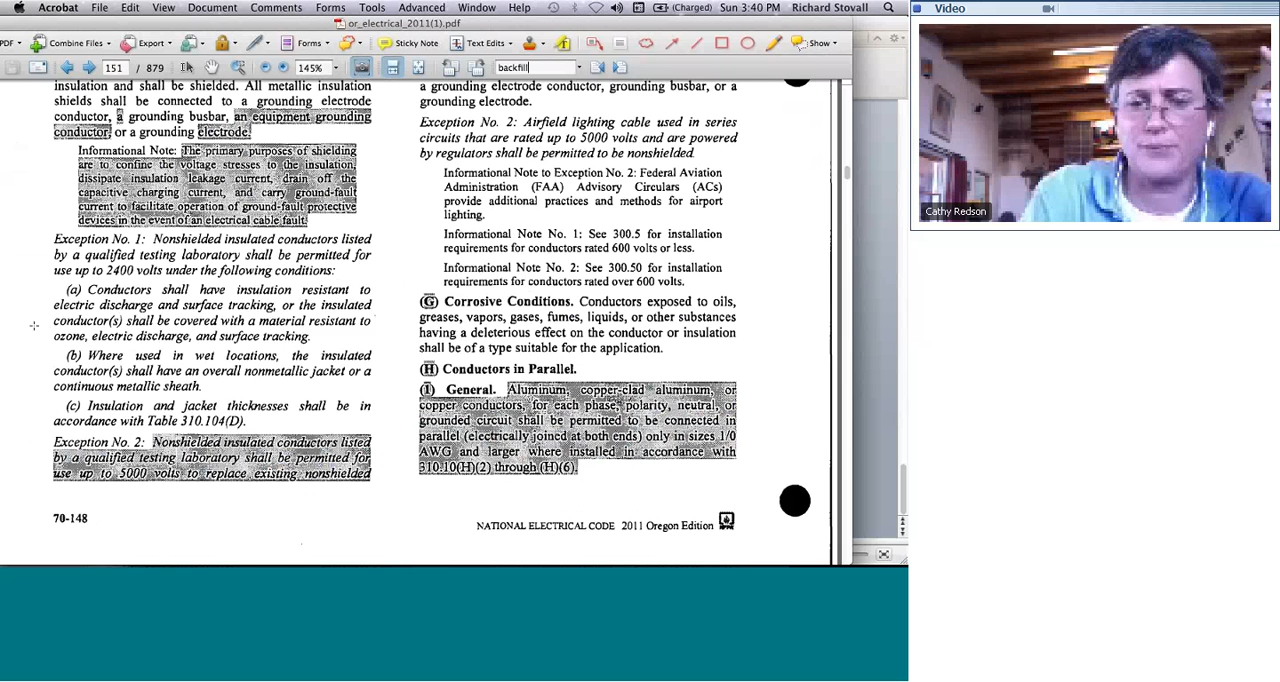 Acrobat File Edit View Document Comments Forms Tools Advanced Window Help (Charged) Sun 3:40 PM Richard Stovall
or_electrical_2011(1).pdf
PDF Combine Files Export Forms Sticky Note Text Edits Show
151 / 879 145% backfill
insulation and shall be shielded. All metallic insulation
shields shall be connected to a grounding electrode
conductor, a grounding busbar, an equipment grounding
conductor, or a grounding electrode.
Informational Note: The primary purposes of shielding
are to confine the voltage stresses to the insulation,
dissipate insulation leakage current, drain off the
capacitive charging current, and carry ground-fault
current to facilitate operation of ground-fault protective
devices in the event of an electrical cable fault.
Exception No. 1: Nonshielded insulated conductors listed
by a qualified testing laboratory shall be permitted for
use up to 2400 volts under the following conditions:
(a) Conductors shall have insulation resistant to
electric discharge and surface tracking, or the insulated
conductor(s) shall be covered with a material resistant to
ozone, electric discharge, and surface tracking.
(b) Where used in wet locations, the insulated
conductor(s) shall have an overall nonmetallic jacket or a
continuous metallic sheath.
(c) Insulation and jacket thicknesses shall be in
accordance with Table 310.104(D).
Exception No. 2: Nonshielded insulated conductors listed
by a qualified testing laboratory shall be permitted for
use up to 5000 volts to replace existing nonshielded
70-148
a grounding electrode conductor, grounding busbar, or a
grounding electrode.
Exception No. 2: Airfield lighting cable used in series
circuits that are rated up to 5000 volts and are powered
by regulators shall be permitted to be nonshielded.
Informational Note to Exception No. 2: Federal Aviation
Administration (FAA) Advisory Circulars (ACs)
provide additional practices and methods for airport
lighting.
Informational Note No. 1: See 300.5 for installation
requirements for conductors rated 600 volts or less.
Informational Note No. 2: See 300.50 for installation
requirements for conductors rated over 600 volts.
(G) Corrosive Conditions. Conductors exposed to oils,
greases, vapors, gases, fumes, liquids, or other substances
having a deleterious effect on the conductor or insulation
shall be of a type suitable for the application.
(H) Conductors in Parallel.
(1) General. Aluminum, copper-clad aluminum, or
copper conductors, for each phase, polarity, neutral, or
grounded circuit shall be permitted to be connected in
parallel (electrically joined at both ends) only in sizes 1/0
AWG and larger where installed in accordance with
310.10(H)(2) through (H)(6).
NATIONAL ELECTRICAL CODE 2011 Oregon Edition
Video
Cathy Redson